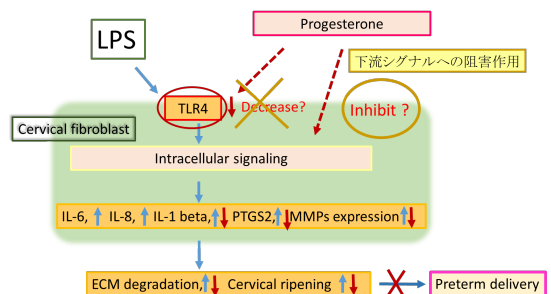 Progesterone
LPS
下流シグナルへの阻害作用
TLR4
Decrease?
Inhibit ?
Cervical fibroblast
Intracellular signaling
IL-6, IL-8, IL-1 beta, PTGS2, MMPs expression
ECM degradation, Cervical ripening
Preterm delivery